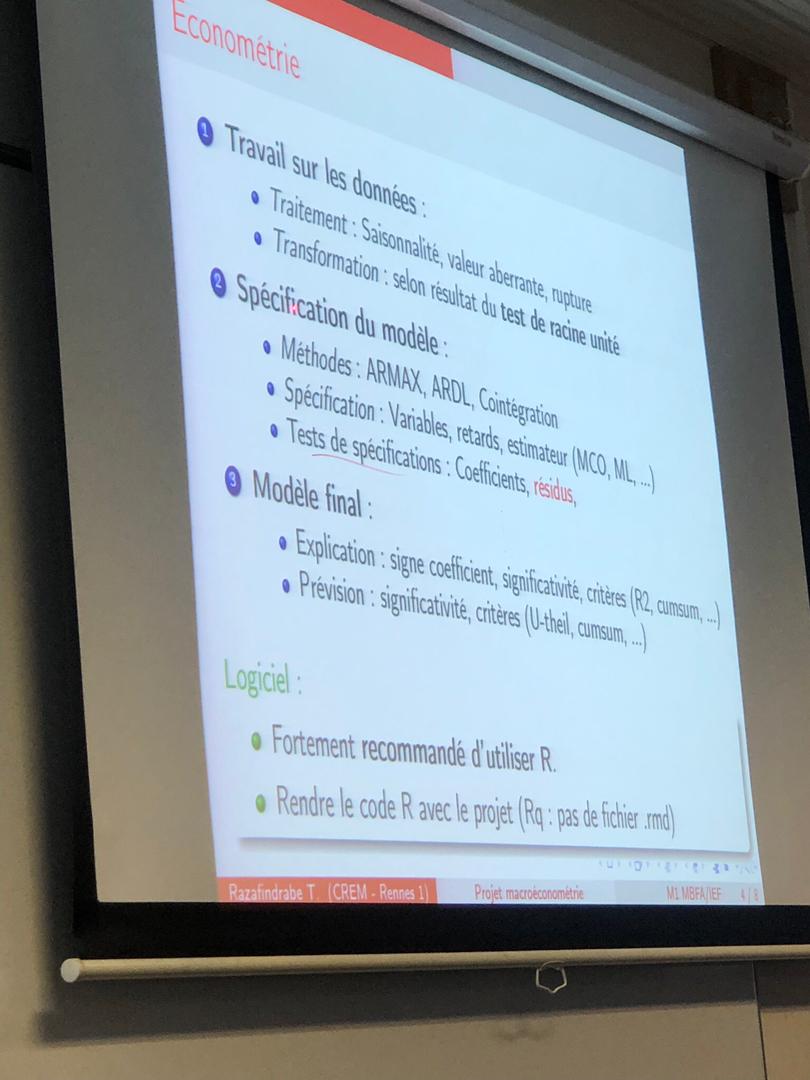 Econométrie
1 Travail sur les données :
Traitement : Saisonnalité, valeur aberrante, rupture
Transformation : selon résultat du test de racine unité
2 Spécification du modèle :
Méthodes : ARMAX, ARDL, Cointégration
Spécification : Variables, retards, estimateur (MCO, ML, ...)
Tests de spécifications : Coefficients, résidus,
3 Modèle final :
Explication : signe coefficient, significativité, critères (R2, cumsum, ...)
Prévision : significativité, critères (U-theil, cumsum, ...)
Logiciel :
Fortement recommandé d'utiliser R.
Rendre le code R avec le projet (Rq : pas de fichier .rmd)
Razafindrabe T. (CREM - Rennes 1) Projet macroéconométrie M1 MBFA/IEF 4 / 8